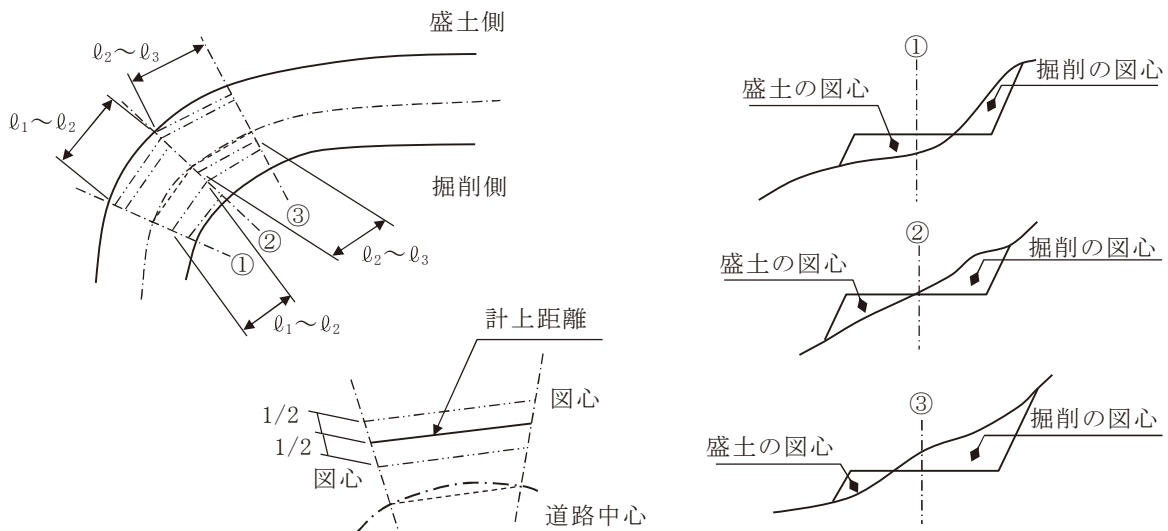 盛土側
ℓ₂～ℓ₃
ℓ₁～ℓ₂
掘削側
③
②
①
ℓ₂～ℓ₃
ℓ₁～ℓ₂
計上距離
図心
1/2
1/2
図心
道路中心
①
掘削の図心
盛土の図心
②
盛土の図心
掘削の図心
③
掘削の図心
盛土の図心